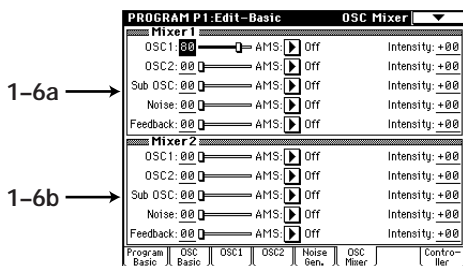 PROGRAM P1:Edit-Basic OSC Mixer
Mixer1
OSC1: 80 AMS: Off Intensity: +00
OSC2: 00 AMS: Off Intensity: +00
1–6a
Sub OSC: 00 AMS: Off Intensity: +00
Noise: 00 AMS: Off Intensity: +00
Feedback: 00 AMS: Off Intensity: +00
Mixer2
OSC1: 00 AMS: Off Intensity: +00
OSC2: 00 AMS: Off Intensity: +00
1–6b
Sub OSC: 00 AMS: Off Intensity: +00
Noise: 00 AMS: Off Intensity: +00
Feedback: 00 AMS: Off Intensity: +00
Program Basic OSC Basic OSC1 OSC2 Noise Gen. OSC Mixer Contro-ller